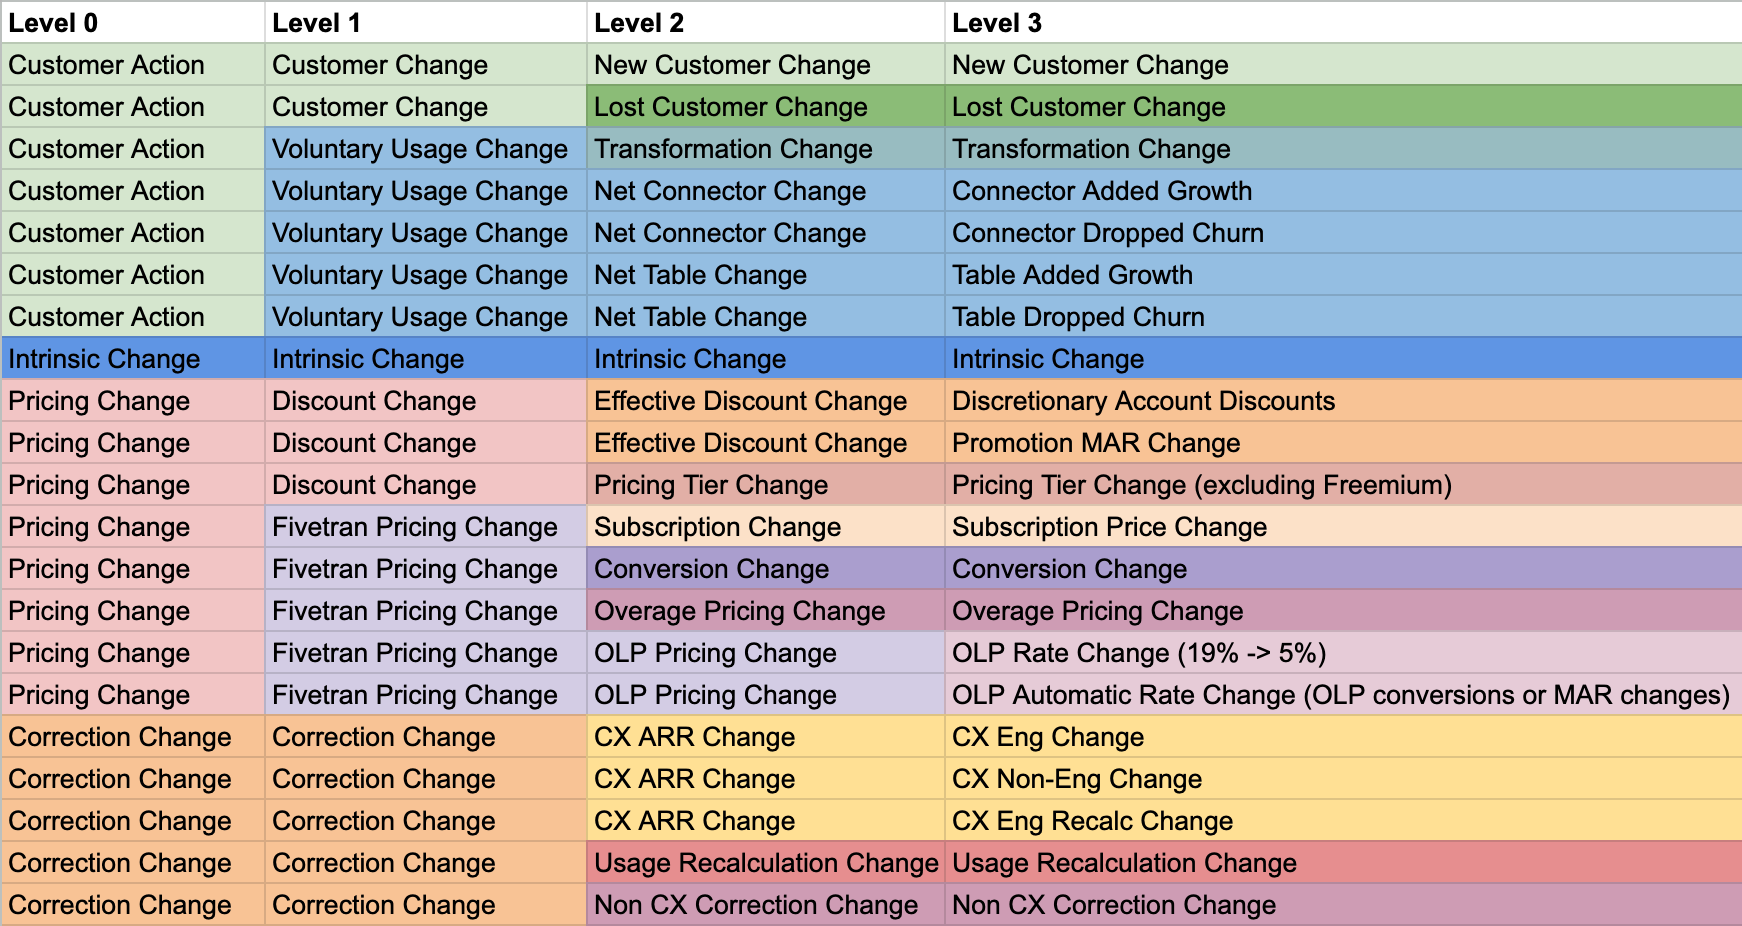 Level 0 Level 1 Level 2 Level 3
Customer Action Customer Change New Customer Change New Customer Change
Customer Action Customer Change Lost Customer Change Lost Customer Change
Customer Action Voluntary Usage Change Transformation Change Transformation Change
Customer Action Voluntary Usage Change Net Connector Change Connector Added Growth
Customer Action Voluntary Usage Change Net Connector Change Connector Dropped Churn
Customer Action Voluntary Usage Change Net Table Change Table Added Growth
Customer Action Voluntary Usage Change Net Table Change Table Dropped Churn
Intrinsic Change Intrinsic Change Intrinsic Change Intrinsic Change
Pricing Change Discount Change Effective Discount Change Discretionary Account Discounts
Pricing Change Discount Change Effective Discount Change Promotion MAR Change
Pricing Change Discount Change Pricing Tier Change Pricing Tier Change (excluding Freemium)
Pricing Change Fivetran Pricing Change Subscription Change Subscription Price Change
Pricing Change Fivetran Pricing Change Conversion Change Conversion Change
Pricing Change Fivetran Pricing Change Overage Pricing Change Overage Pricing Change
Pricing Change Fivetran Pricing Change OLP Pricing Change OLP Rate Change (19% -> 5%)
Pricing Change Fivetran Pricing Change OLP Pricing Change OLP Automatic Rate Change (OLP conversions or MAR changes)
Correction Change Correction Change CX ARR Change CX Eng Change
Correction Change Correction Change CX ARR Change CX Non-Eng Change
Correction Change Correction Change CX ARR Change CX Eng Recalc Change
Correction Change Correction Change Usage Recalculation Change Usage Recalculation Change
Correction Change Correction Change Non CX Correction Change Non CX Correction Change